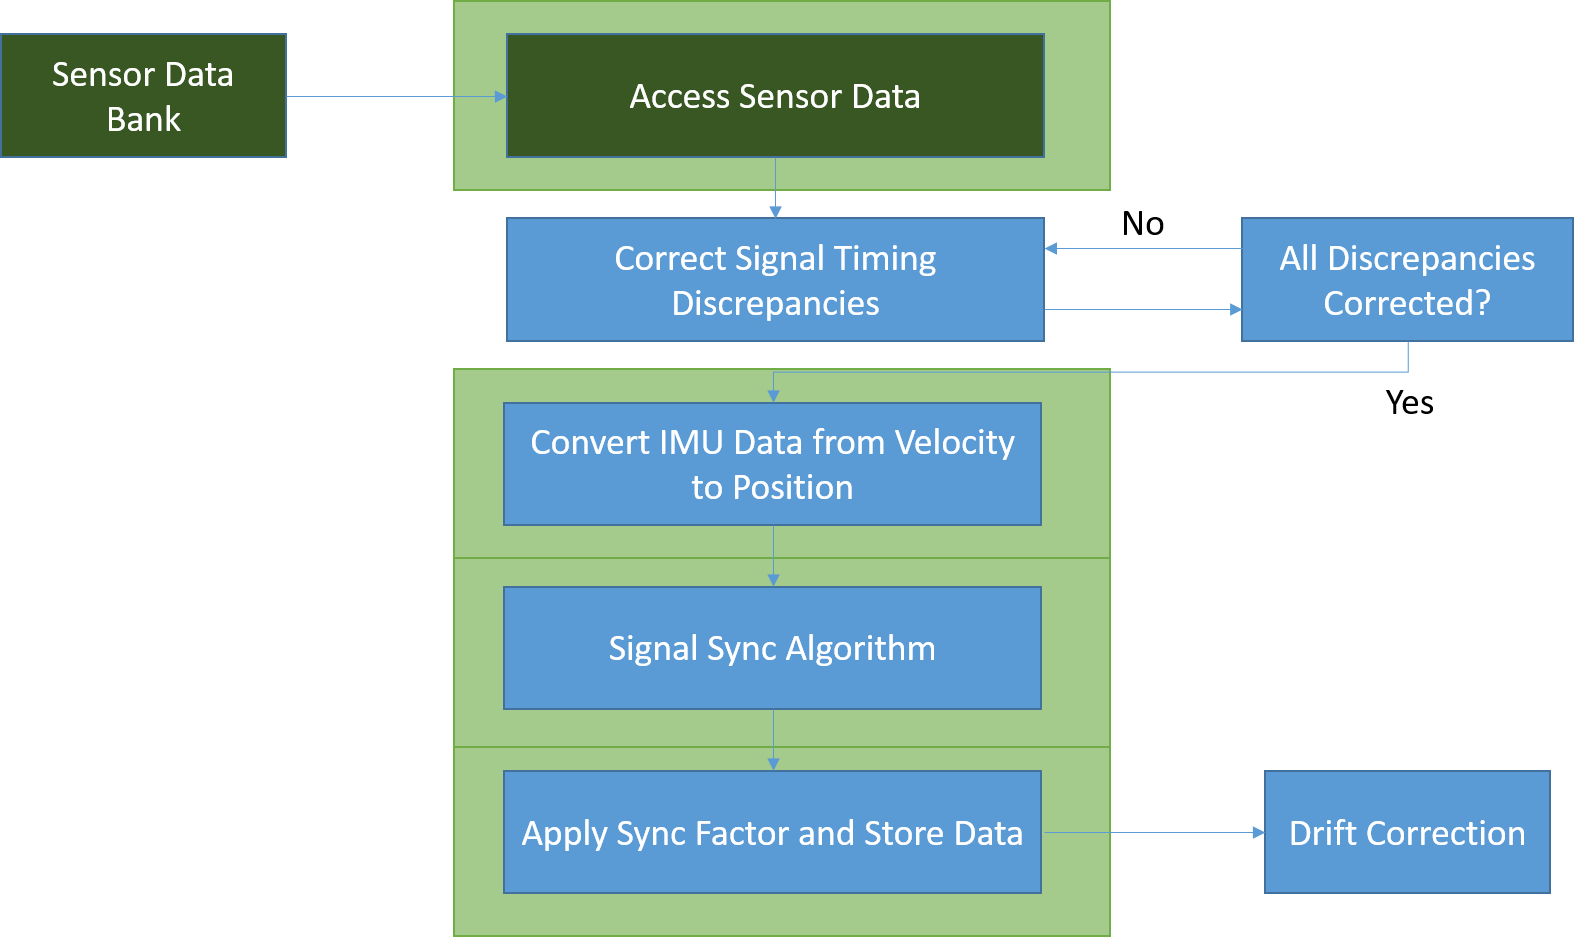 Sensor Data
Bank
Access Sensor Data
No
Correct Signal Timing
Discrepancies
All Discrepancies
Corrected?
Yes
Convert IMU Data from Velocity
to Position
Signal Sync Algorithm
Apply Sync Factor and Store Data
Drift Correction